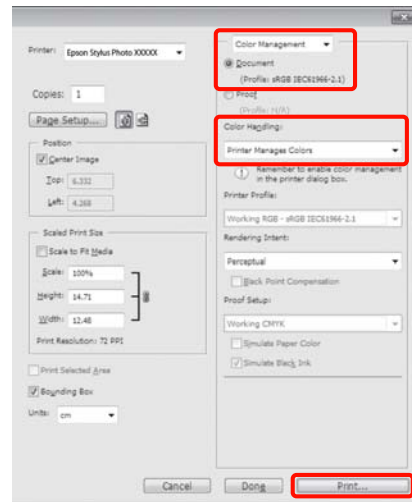 Printer: Epson Stylus Photo XXXXX
Copies: 1
Page Setup...
Position
Center Image
Top: 6.332
Left: 4.268
Scaled Print Size
Scale to Fit Media
Scale: 100%
Height: 14.71
Width: 12.48
Print Resolution: 72 PPI
Print Selected Area
Bounding Box
Units: cm
Color Management
Document
(Profile: sRGB IEC61966-2.1)
Proof
(Profile: N/A)
Color Handling:
Printer Manages Colors
Remember to enable color management
in the printer dialog box.
Printer Profile:
Working RGB - sRGB IEC61966-2.1
Rendering Intent:
Perceptual
Black Point Compensation
Proof Setup:
Working CMYK
Simulate Paper Color
Simulate Black Ink
Cancel
Done
Print...